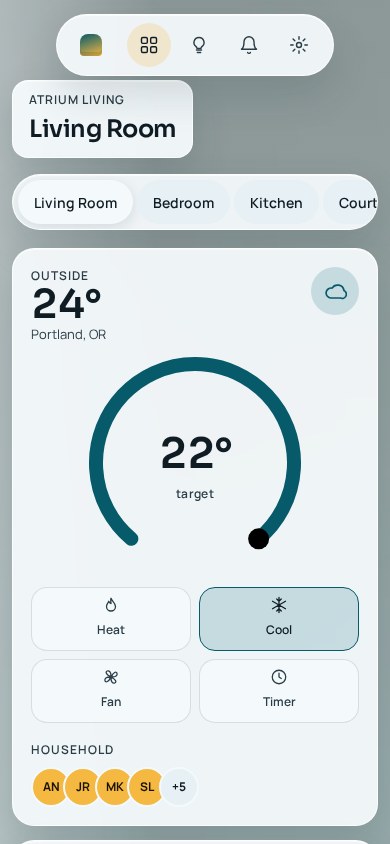 ATRIUM LIVING
Living Room
Living Room
Bedroom
Kitchen
Court
OUTSIDE
24°
Portland, OR
22°
target
Heat
Cool
Fan
Timer
HOUSEHOLD
AN
JR
MK
SL
+5